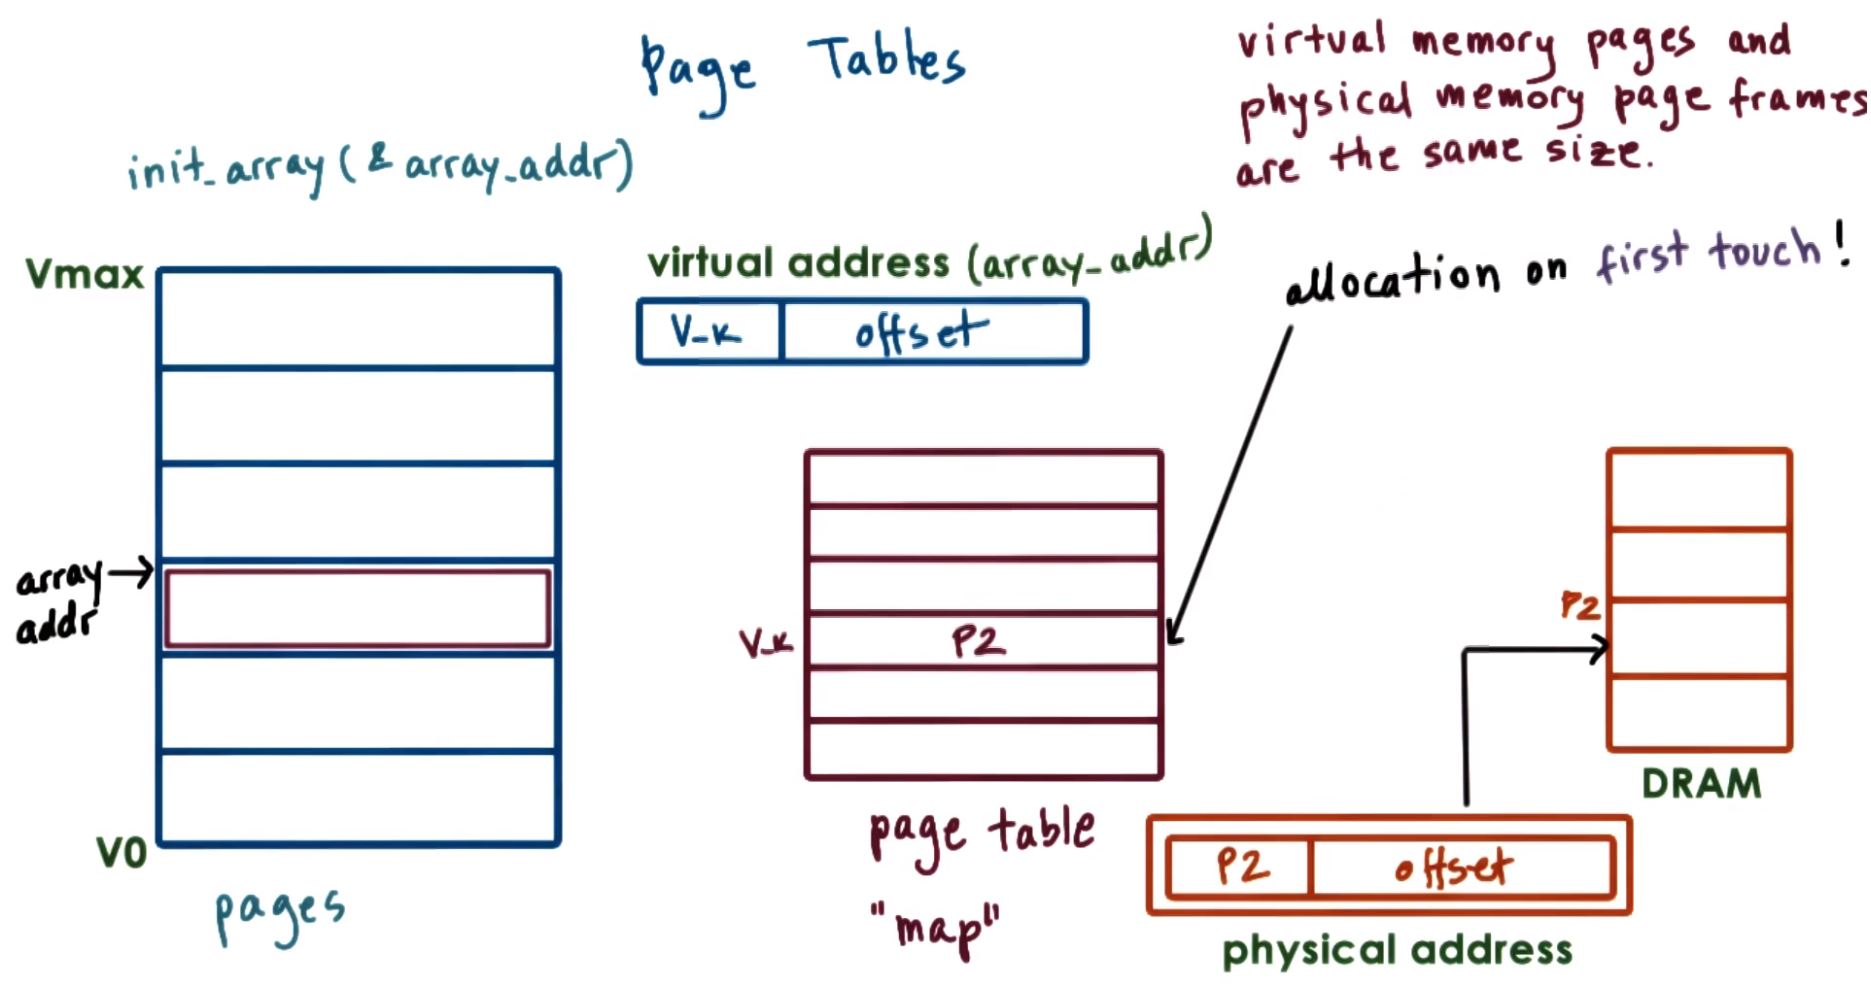 Page Tables
virtual memory pages and
physical memory page frames
are the same size.
init_array (& array_addr)
virtual address (array_addr)
allocation on first touch!
Vmax
V_k offset
array
addr
V_k P2
P2
V0
pages
page table
"map"
DRAM
P2 offset
physical address